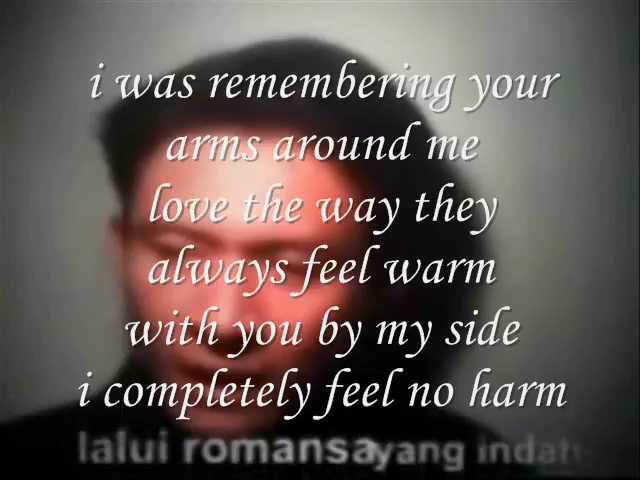 i was remembering your
arms around me
love the way they
always feel warm
with you by my side
i completely feel no harm
lalui romansa yang indah